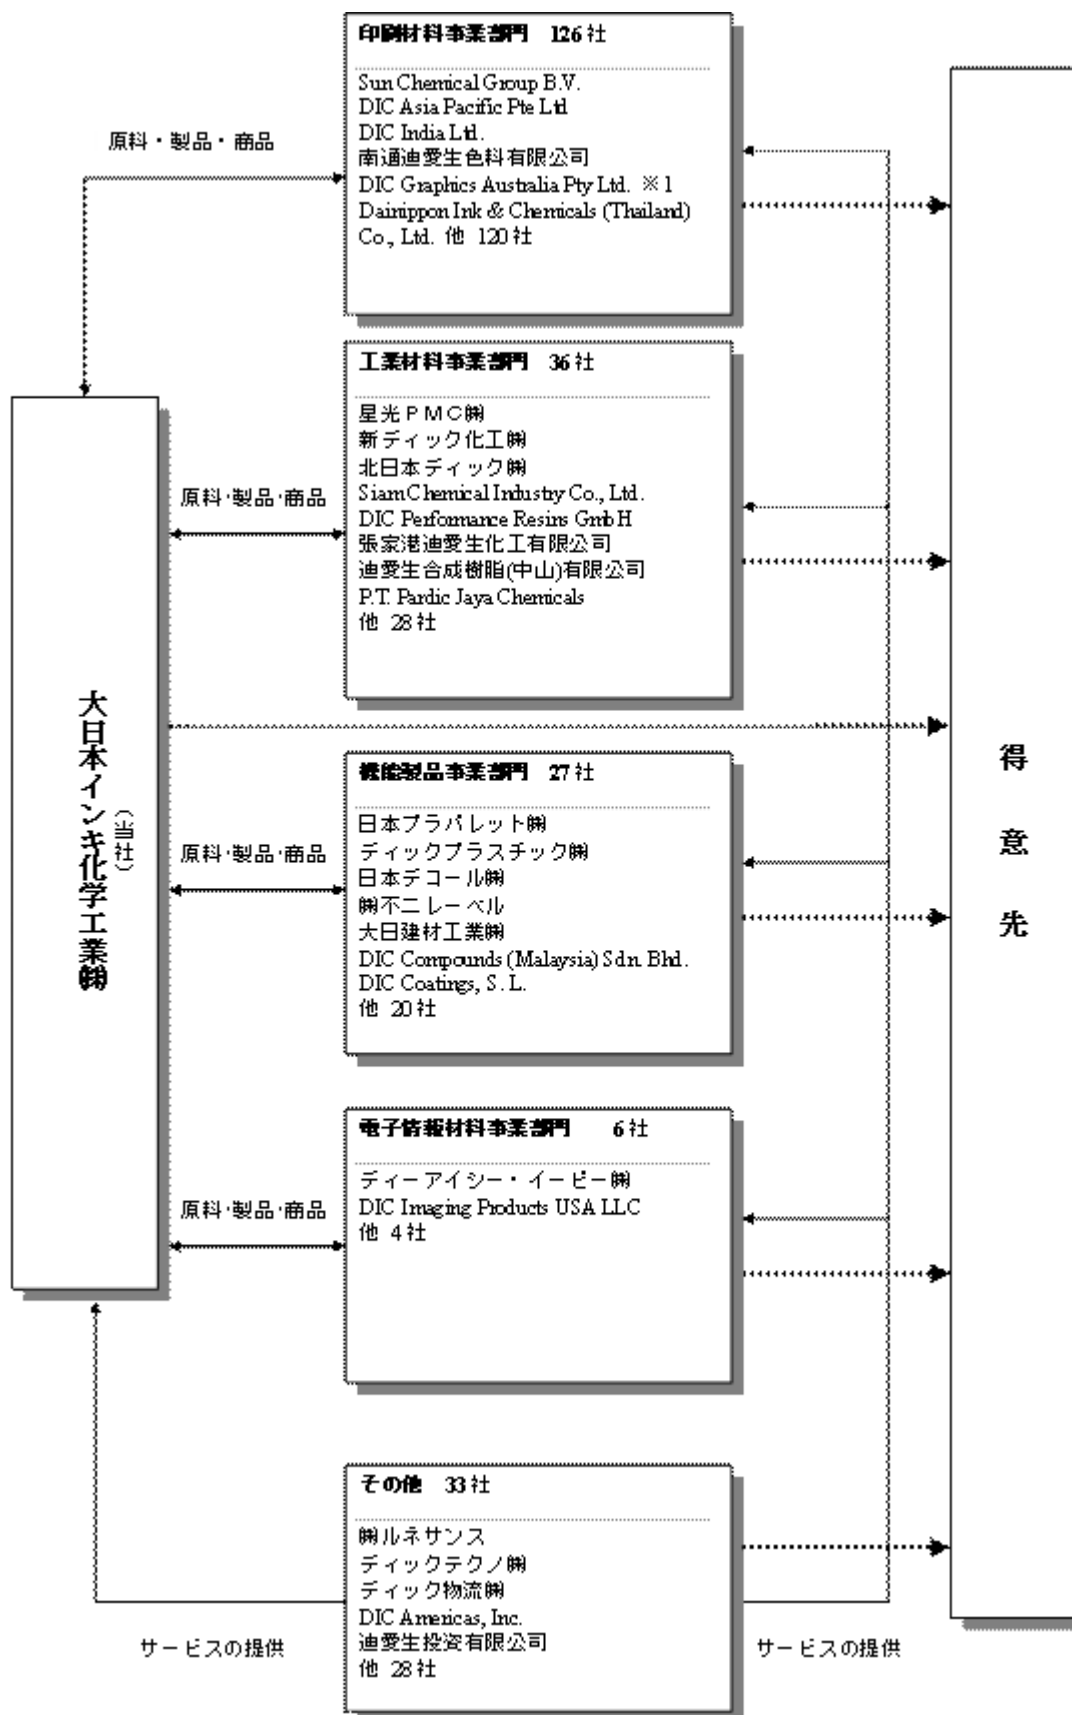 印刷材料事業部門 126社
Sun Chemical Group B.V.
DIC Asia Pacific Pte Ltd
DIC India Ltd.
南通迪愛生色料有限公司
DIC Graphics Australia Pty Ltd. ※1
Dainippon Ink & Chemicals (Thailand)
Co., Ltd. 他 120社
原料・製品・商品
工業材料事業部門 36社
星光PMC㈱
新ディック化工㈱
北日本ディック㈱
Siam Chemical Industry Co., Ltd.
DIC Performance Resins GmbH
張家港迪愛生化工有限公司
迪愛生合成樹脂(中山)有限公司
P.T. Pardic Jaya Chemicals
他 28社
原料・製品・商品
大日本インキ化学工業㈱
(当社)
機能製品事業部門 27社
日本プラパレット㈱
ディックプラスチック㈱
日本デコール㈱
㈱不二レーベル
大日建材工業㈱
DIC Compounds (Malaysia) Sdn. Bhd.
DIC Coatings, S. L.
他 20社
原料・製品・商品
得意先
電子情報材料事業部門 6社
ディーアイシー・イーピー㈱
DIC Imaging Products USA LLC
他 4社
原料・製品・商品
その他 33社
㈱ルネサンス
ディックテクノ㈱
ディック物流㈱
DIC Americas, Inc.
迪愛生投資有限公司
他 28社
サービスの提供
サービスの提供